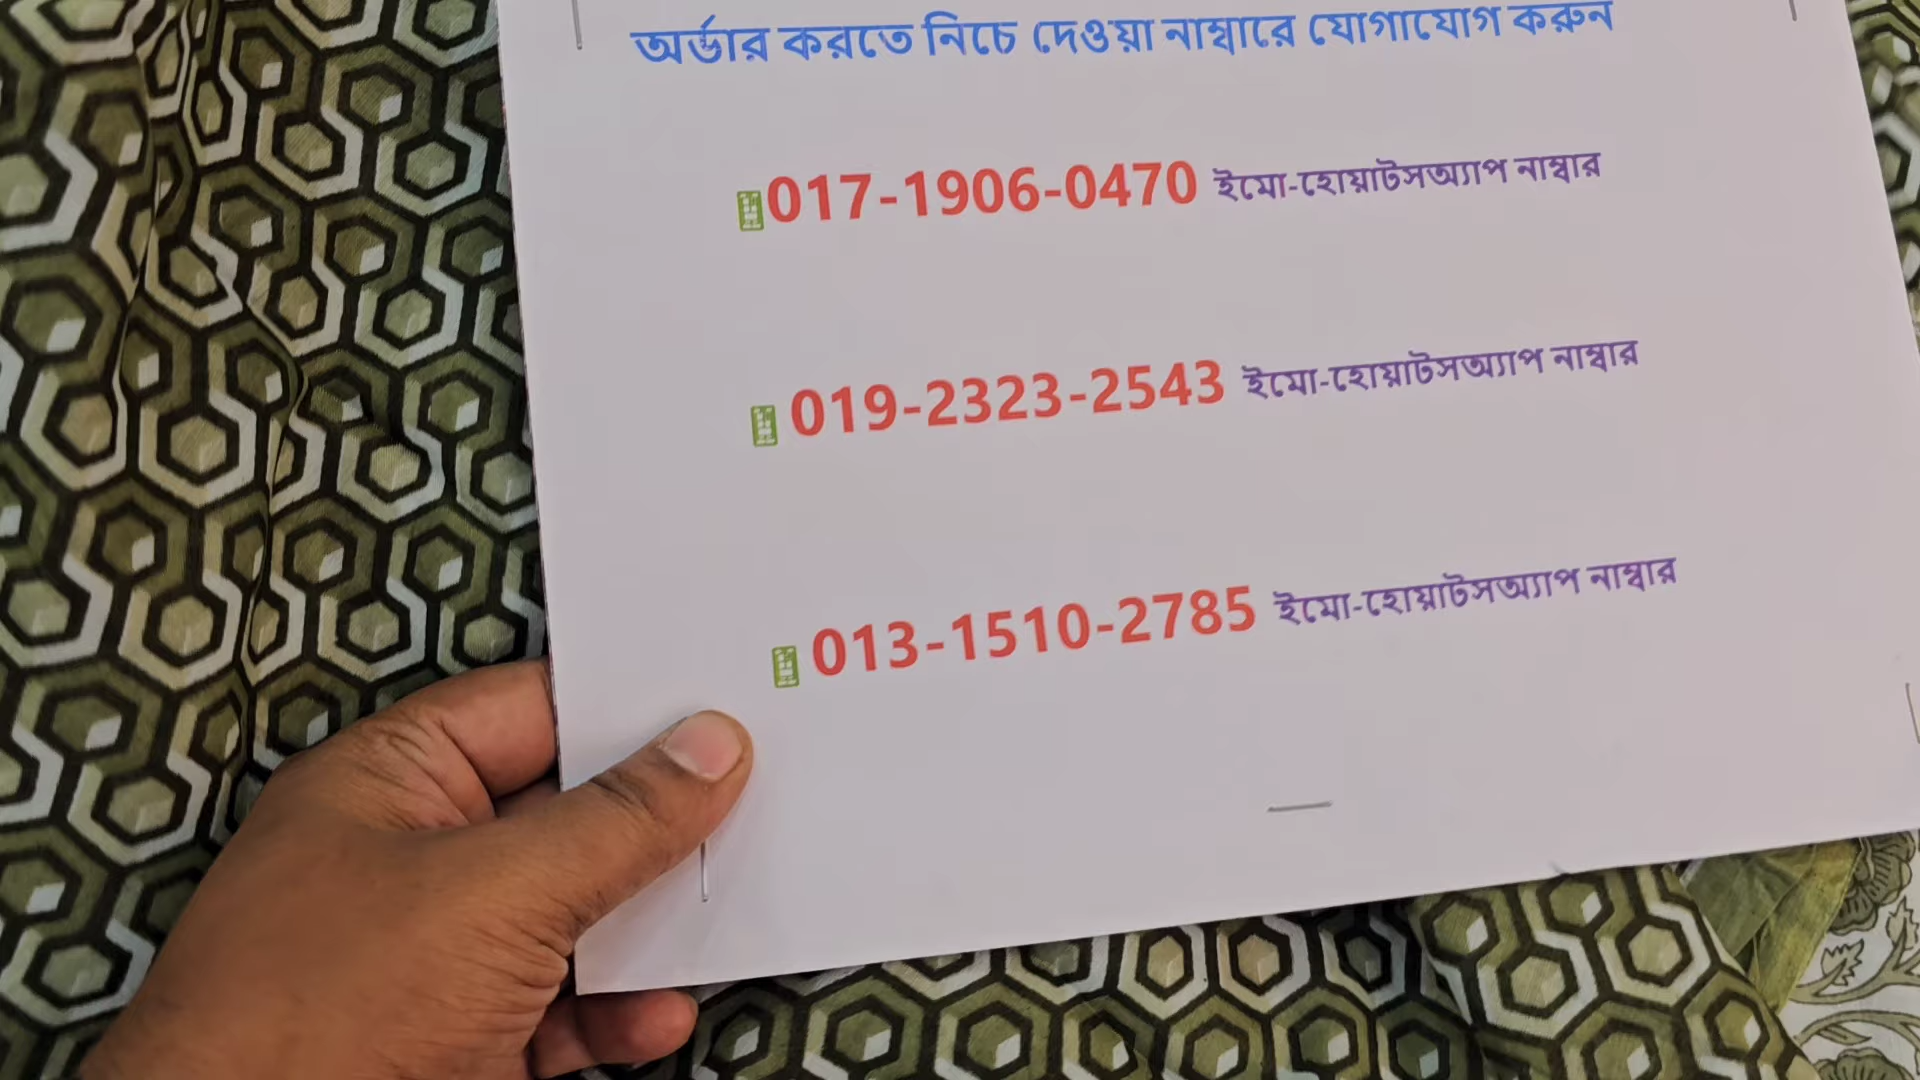 অর্ডার করতে নিচে দেওয়া নাম্বারে যোগাযোগ করুন
017-1906-0470 ইমো-হোয়াটসঅ্যাপ নাম্বার
019-2323-2543 ইমো-হোয়াটসঅ্যাপ নাম্বার
013-1510-2785 ইমো-হোয়াটসঅ্যাপ নাম্বার